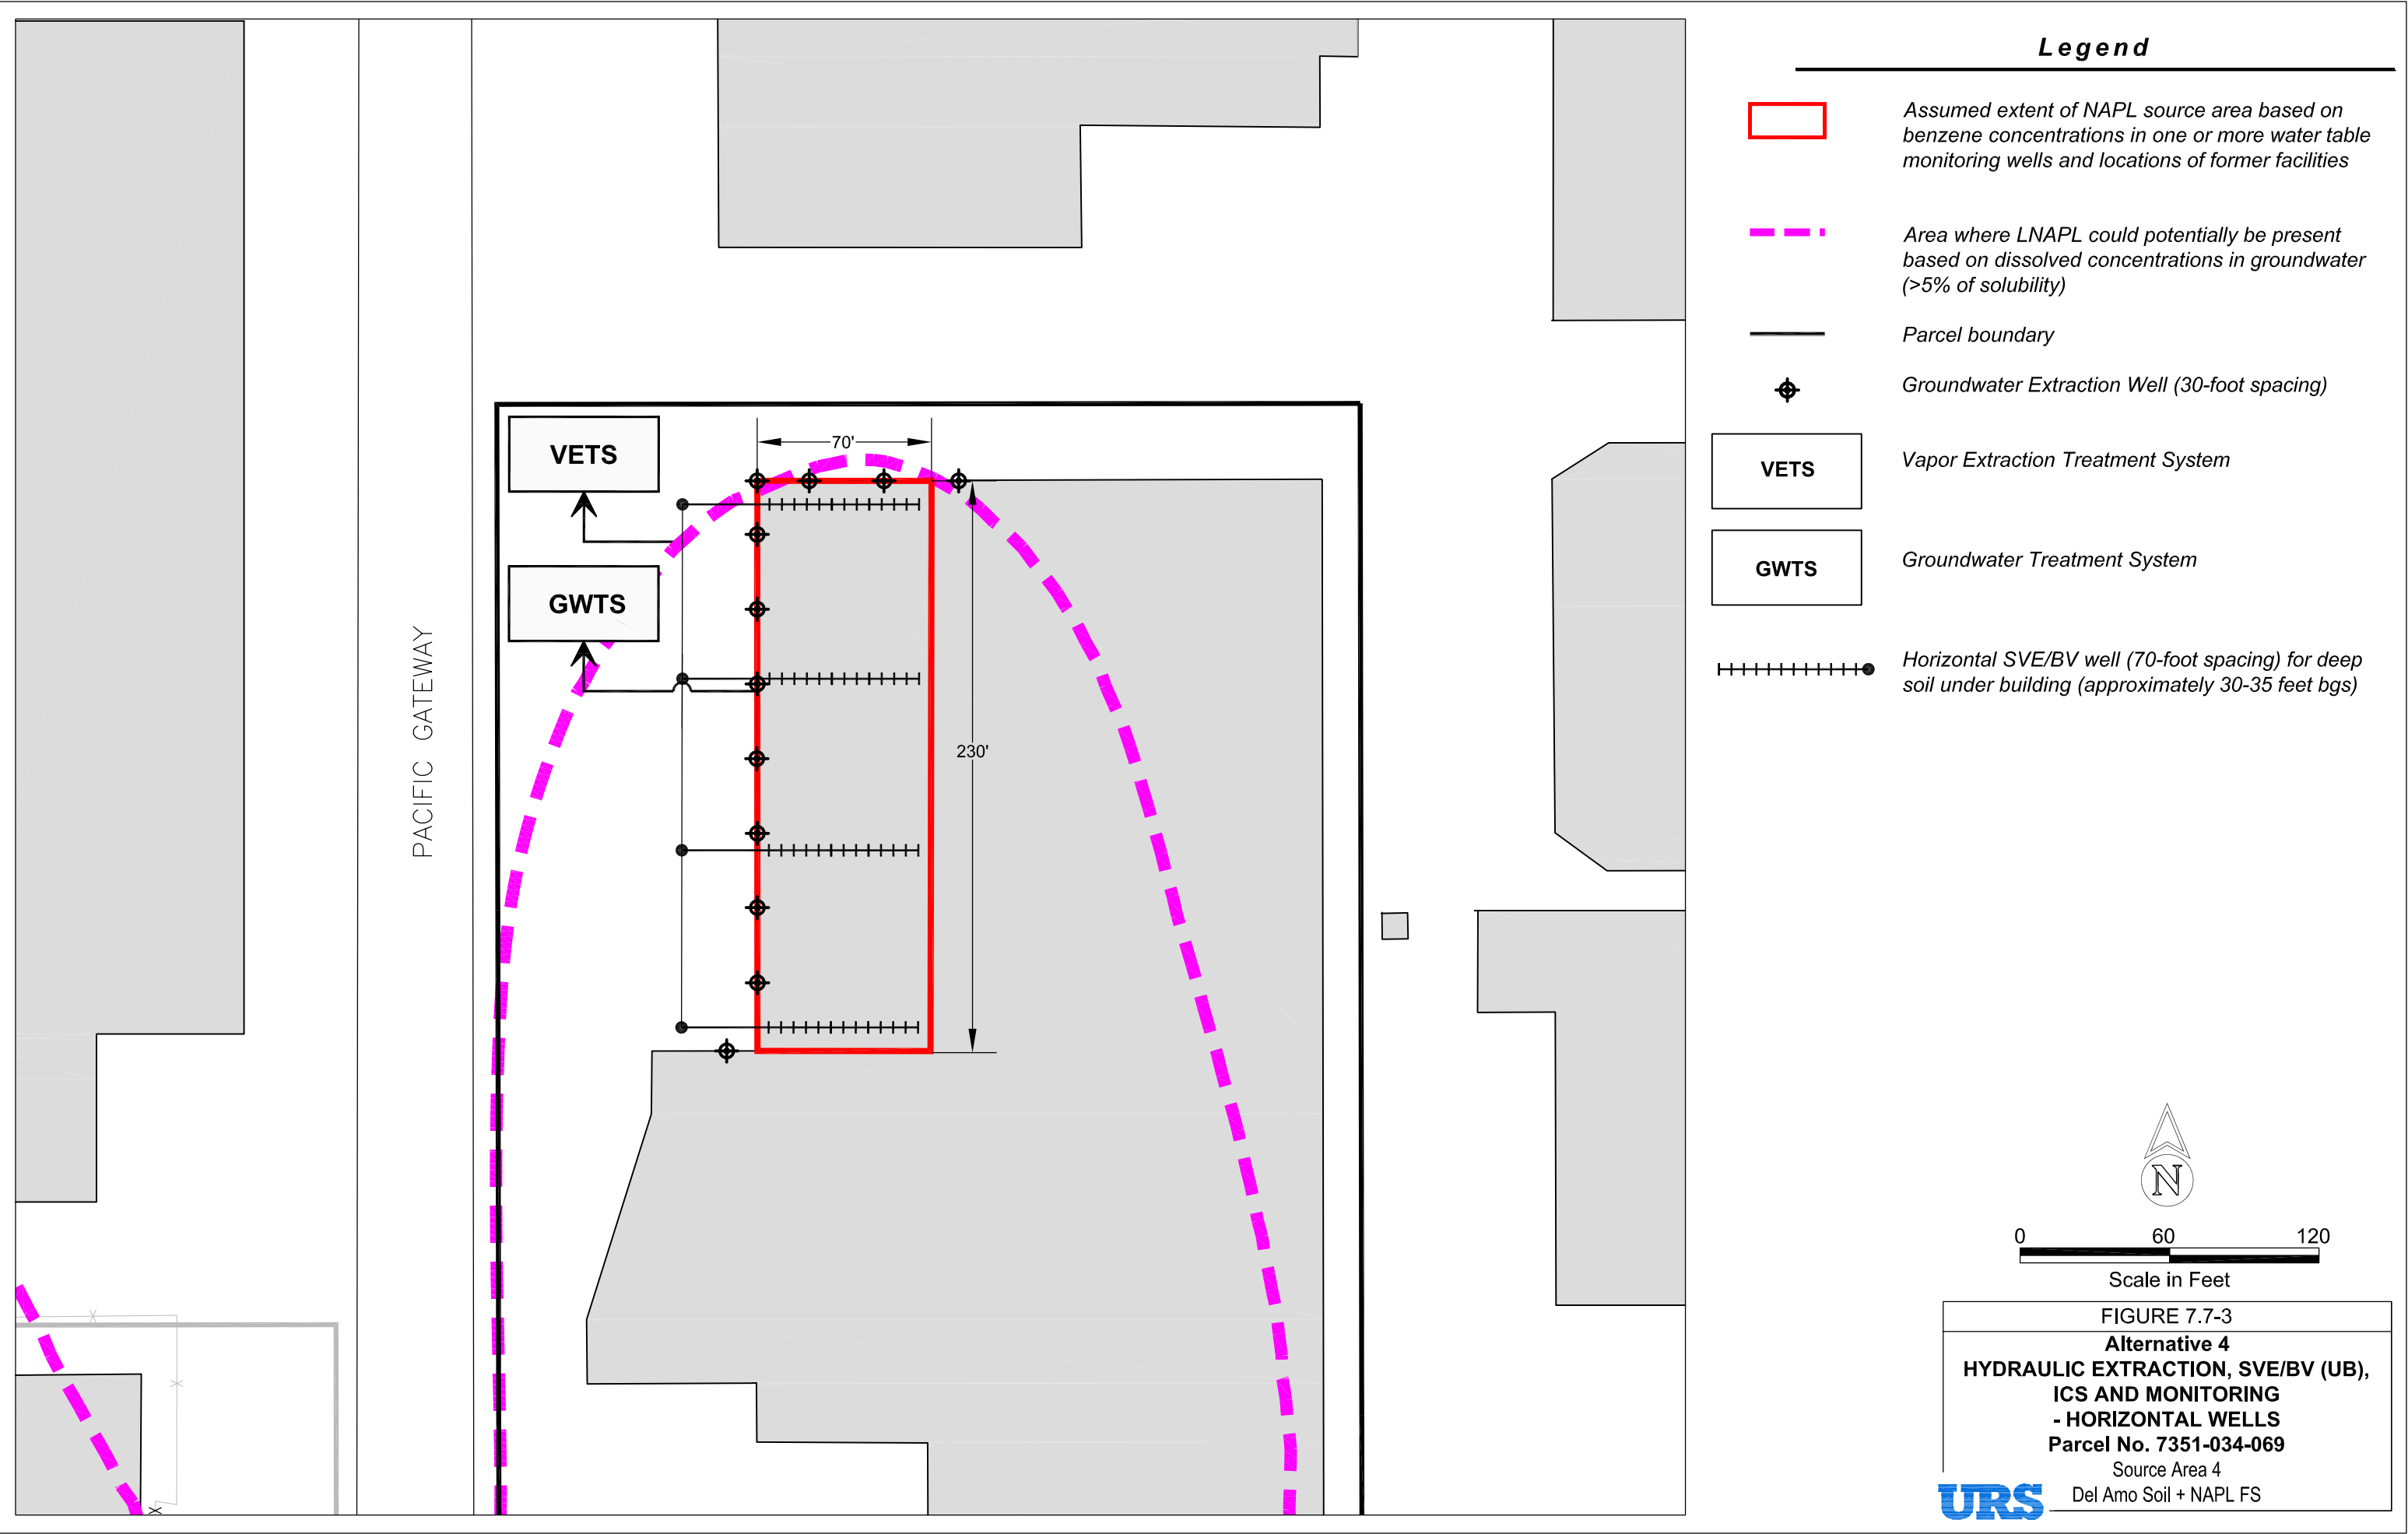 Legend
Assumed extent of NAPL source area based on
benzene concentrations in one or more water table
monitoring wells and locations of former facilities
Area where LNAPL could potentially be present
based on dissolved concentrations in groundwater
(>5% of solubility)
Parcel boundary
Groundwater Extraction Well (30-foot spacing)
VETS
Vapor Extraction Treatment System
GWTS
Groundwater Treatment System
Horizontal SVE/BV well (70-foot spacing) for deep
soil under building (approximately 30-35 feet bgs)
VETS
GWTS
70'
230'
PACIFIC GATEWAY
X
X
X
N
0 60 120
Scale in Feet
FIGURE 7.7-3
Alternative 4
HYDRAULIC EXTRACTION, SVE/BV (UB),
ICS AND MONITORING
- HORIZONTAL WELLS
Parcel No. 7351-034-069
Source Area 4
Del Amo Soil + NAPL FS
URS